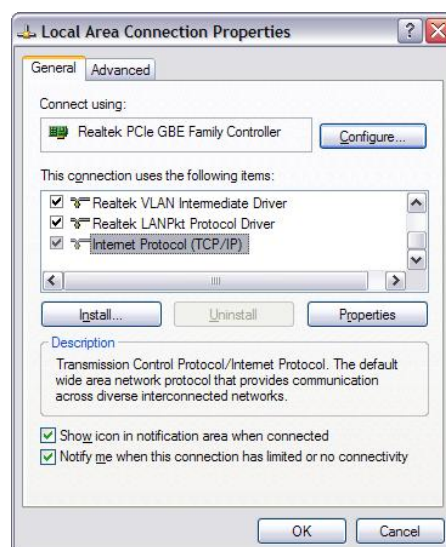 Local Area Connection Properties
General Advanced
Connect using:
Realtek PCIe GBE Family Controller Configure...
This connection uses the following items:
Realtek VLAN Intermediate Driver
Realtek LANPkt Protocol Driver
Internet Protocol (TCP/IP)
Install... Uninstall Properties
Description
Transmission Control Protocol/Internet Protocol. The default
wide area network protocol that provides communication
across diverse interconnected networks.
Show icon in notification area when connected
Notify me when this connection has limited or no connectivity
OK Cancel